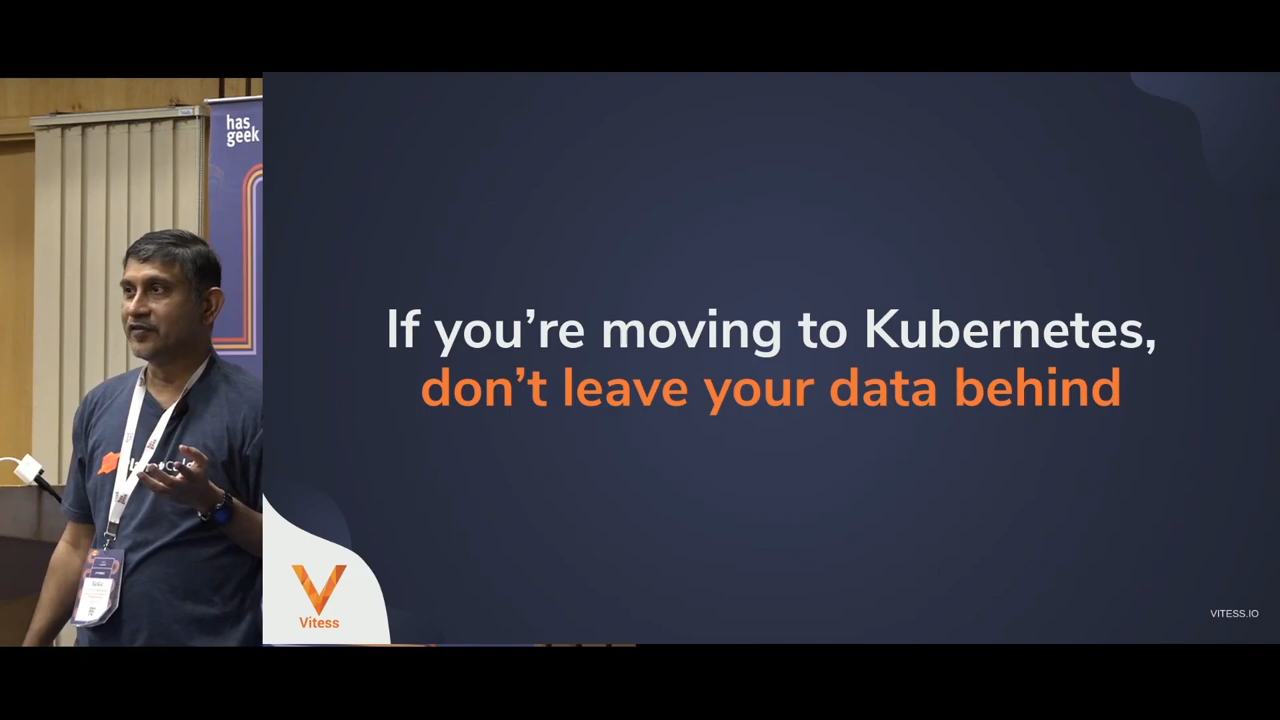 has
geek
If you're moving to Kubernetes,
don't leave your data behind
Vitess
VITESS.IO